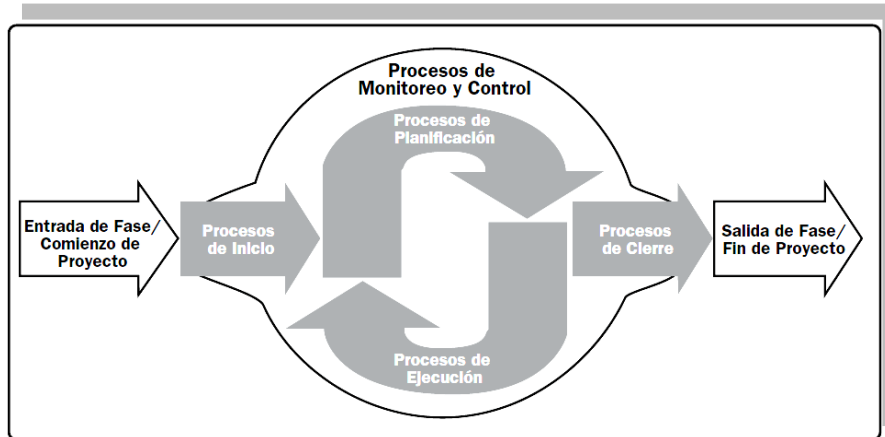 Procesos de
Monitoreo y Control
Procesos de
Planificación
Entrada de Fase/
Comienzo de
Proyecto
Procesos
de Inicio
Procesos
de Cierre
Salida de Fase/
Fin de Proyecto
Procesos de
Ejecución